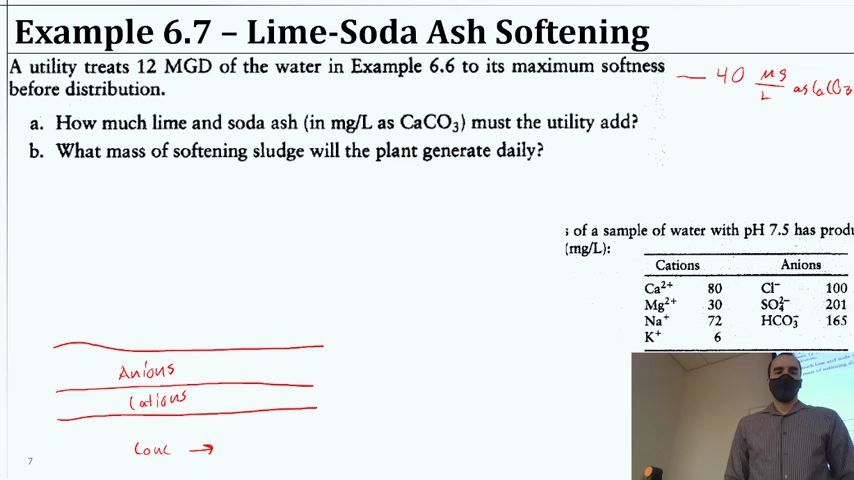 Example 6.7 – Lime-Soda Ash Softening
A utility treats 12 MGD of the water in Example 6.6 to its maximum softness — 40 mg/L as CaCO3
before distribution.
a. How much lime and soda ash (in mg/L as CaCO₃) must the utility add?
b. What mass of softening sludge will the plant generate daily?
s of a sample of water with pH 7.5 has produ
(mg/L):
Cations Anions
Ca²⁺ 80 Cl⁻ 100
Mg²⁺ 30 SO₄²⁻ 201
Na⁺ 72 HCO₃⁻ 165
K⁺ 6
Anions
Cations
Conc →
7